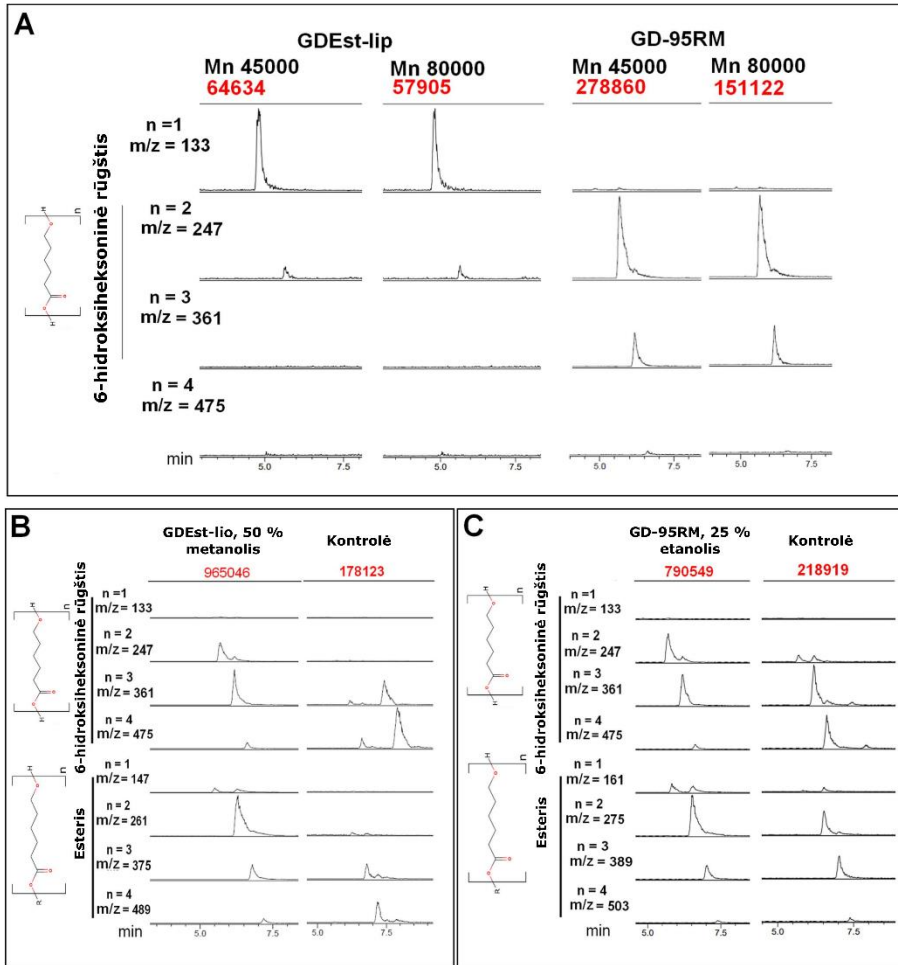 A
GDEst-lip GD-95RM
Mn 45000 Mn 80000 Mn 45000 Mn 80000
64634 57905 278860 151122
6-hidroksiheksoninė rūgštis
n =1
m/z = 133
n = 2
m/z = 247
n = 3
m/z = 361
n = 4
m/z = 475
min 5.0 7.5 5.0 7.5 5.0 7.5 5.0 7.5
H
O
n
O
O
H
B
GDEst-lio, 50 %
metanolis
Kontrolė
965046 178123
6-hidroksiheksoninė rūgštis
n =1
m/z = 133
n = 2
m/z = 247
n = 3
m/z = 361
n = 4
m/z = 475
Esteris
n = 1
m/z = 147
n = 2
m/z = 261
n = 3
m/z = 375
n = 4
m/z = 489
min 5.0 7.5 5.0 7.5
H
O
n
O
O
H
H
O
n
O
O
R
C
GD-95RM, 25 %
etanolis
Kontrolė
790549 218919
6-hidroksiheksoninė rūgštis
n =1
m/z = 133
n = 2
m/z = 247
n = 3
m/z = 361
n = 4
m/z = 475
Esteris
n = 1
m/z = 161
n = 2
m/z = 275
n = 3
m/z = 389
n = 4
m/z = 503
min 5.0 7.5 5.0 7.5
H
O
n
O
O
H
H
O
n
O
O
R